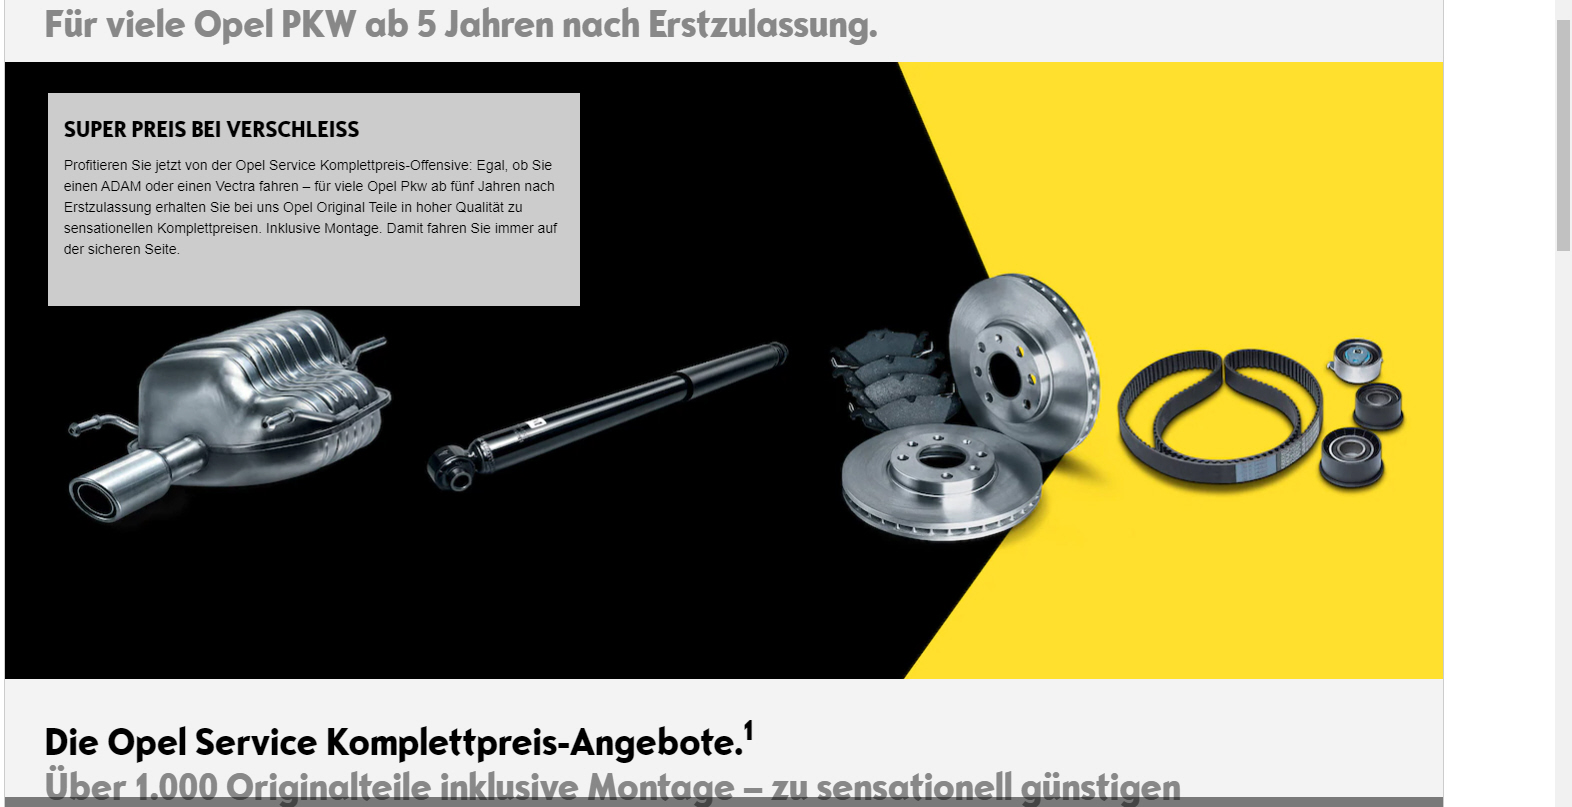 Für viele Opel PKW ab 5 Jahren nach Erstzulassung.
SUPER PREIS BEI VERSCHLEISS
Profitieren Sie jetzt von der Opel Service Komplettpreis-Offensive: Egal, ob Sie
einen ADAM oder einen Vectra fahren – für viele Opel Pkw ab fünf Jahren nach
Erstzulassung erhalten Sie bei uns Opel Original Teile in hoher Qualität zu
sensationellen Komplettpreisen. Inklusive Montage. Damit fahren Sie immer auf
der sicheren Seite.
Die Opel Service Komplettpreis-Angebote.1
Über 1.000 Originalteile inklusive Montage – zu sensationell günstigen